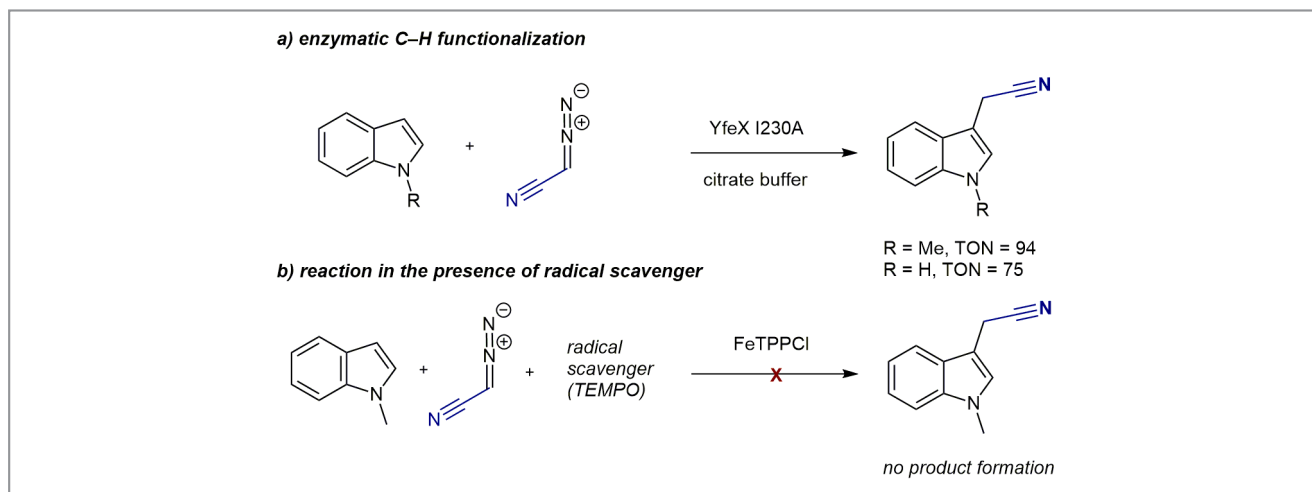 a) enzymatic C–H functionalization
N
R
+
N
N
N
YfeX I230A
citrate buffer
N
N
R
R = Me, TON = 94
R = H, TON = 75
b) reaction in the presence of radical scavenger
N
+
N
N
N
+
radical
scavenger
(TEMPO)
FeTPPCl
X
N
N
no product formation